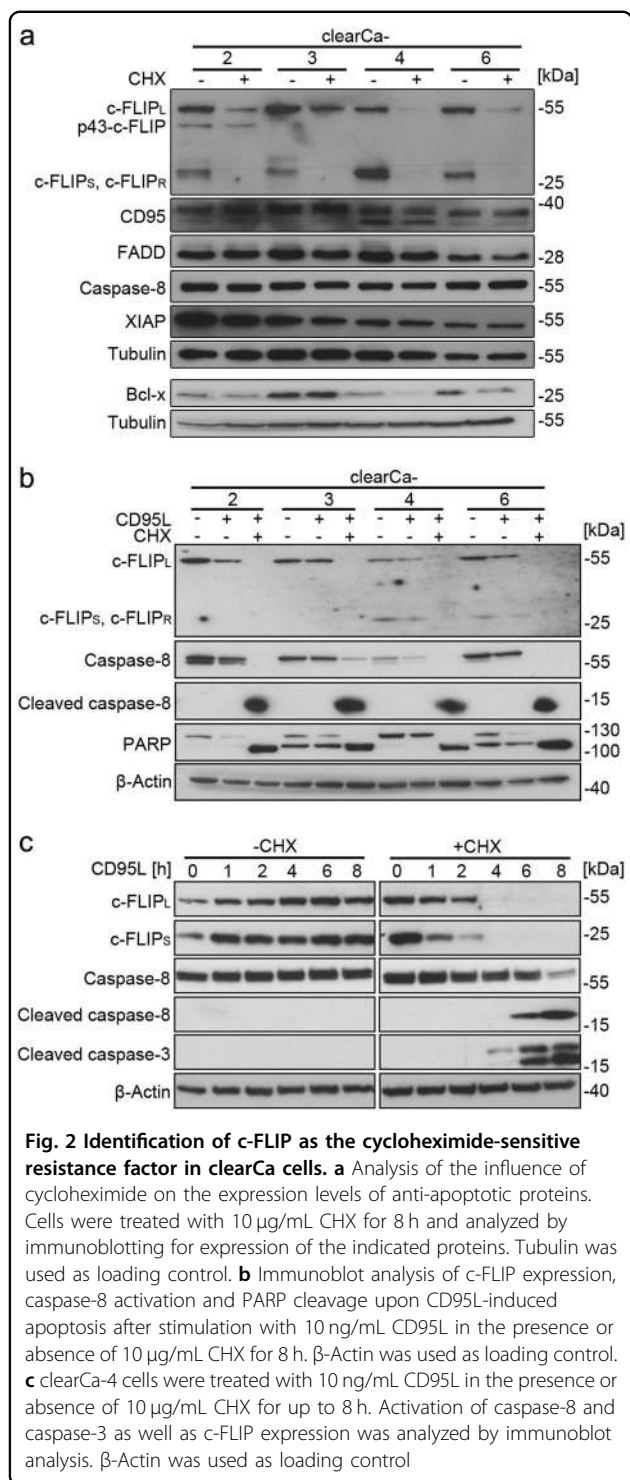 a
clearCa-
2 3 4 6
CHX - + - + - + - + [kDa]
c-FLIPL -55
p43-c-FLIP
c-FLIPS, c-FLIPR -25
-40
CD95
FADD -28
Caspase-8 -55
XIAP -55
Tubulin -55
Bcl-x -25
Tubulin -55
b
clearCa-
2 3 4 6
CD95L - + + - + + - + + - + +
CHX - - + - - + - - + - - + [kDa]
c-FLIPL -55
c-FLIPS, c-FLIPR -25
Caspase-8 -55
Cleaved caspase-8 -15
PARP -130
-100
β-Actin -40
c
-CHX +CHX
CD95L [h] 0 1 2 4 6 8 0 1 2 4 6 8 [kDa]
c-FLIPL -55
c-FLIPS -25
Caspase-8 -55
Cleaved caspase-8 -15
Cleaved caspase-3 -15
β-Actin -40
Fig. 2 Identification of c-FLIP as the cycloheximide-sensitive
resistance factor in clearCa cells. a Analysis of the influence of
cycloheximide on the expression levels of anti-apoptotic proteins.
Cells were treated with 10 µg/mL CHX for 8 h and analyzed by
immunoblotting for expression of the indicated proteins. Tubulin was
used as loading control. b Immunoblot analysis of c-FLIP expression,
caspase-8 activation and PARP cleavage upon CD95L-induced
apoptosis after stimulation with 10 ng/mL CD95L in the presence or
absence of 10 µg/mL CHX for 8 h. β-Actin was used as loading control.
c clearCa-4 cells were treated with 10 ng/mL CD95L in the presence or
absence of 10 µg/mL CHX for up to 8 h. Activation of caspase-8 and
caspase-3 as well as c-FLIP expression was analyzed by immunoblot
analysis. β-Actin was used as loading control